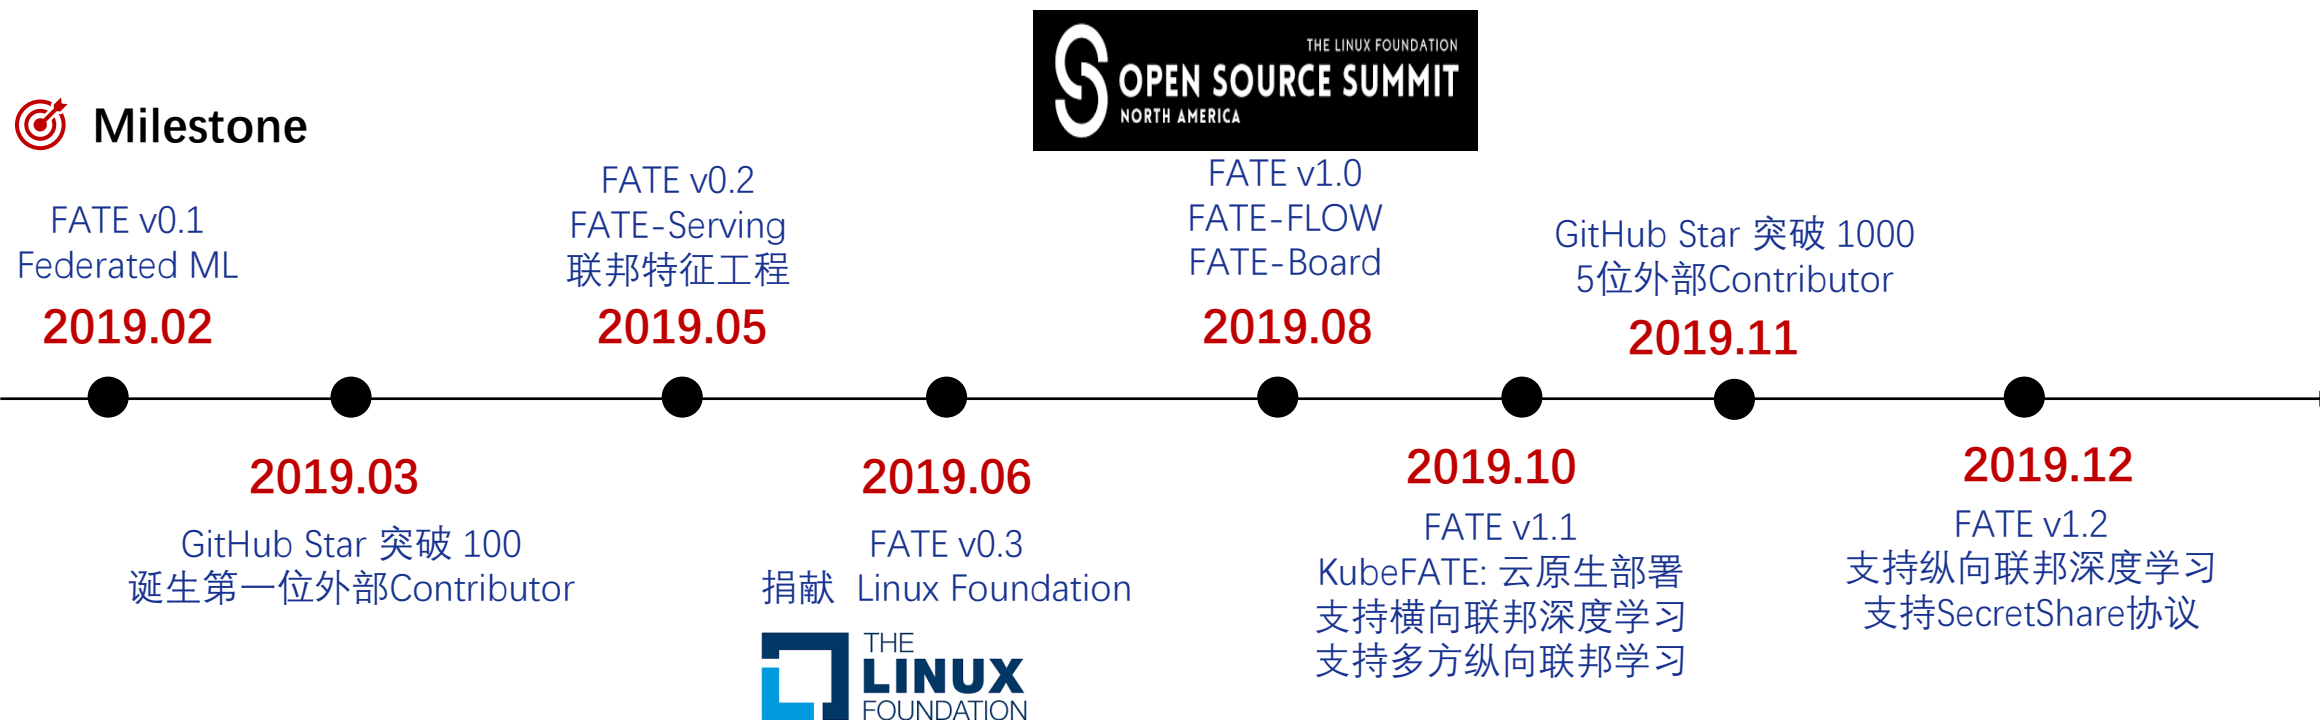 Milestone
THE LINUX FOUNDATION
OPEN SOURCE SUMMIT
NORTH AMERICA
FATE v0.1
Federated ML
2019.02
2019.03
GitHub Star 突破 100
诞生第一位外部Contributor
FATE v0.2
FATE-Serving
联邦特征工程
2019.05
2019.06
FATE v0.3
捐献 Linux Foundation
THE
LINUX
FOUNDATION
FATE v1.0
FATE-FLOW
FATE-Board
2019.08
2019.10
FATE v1.1
KubeFATE: 云原生部署
支持横向联邦深度学习
支持多方纵向联邦学习
GitHub Star 突破 1000
5位外部Contributor
2019.11
2019.12
FATE v1.2
支持纵向联邦深度学习
支持SecretShare协议